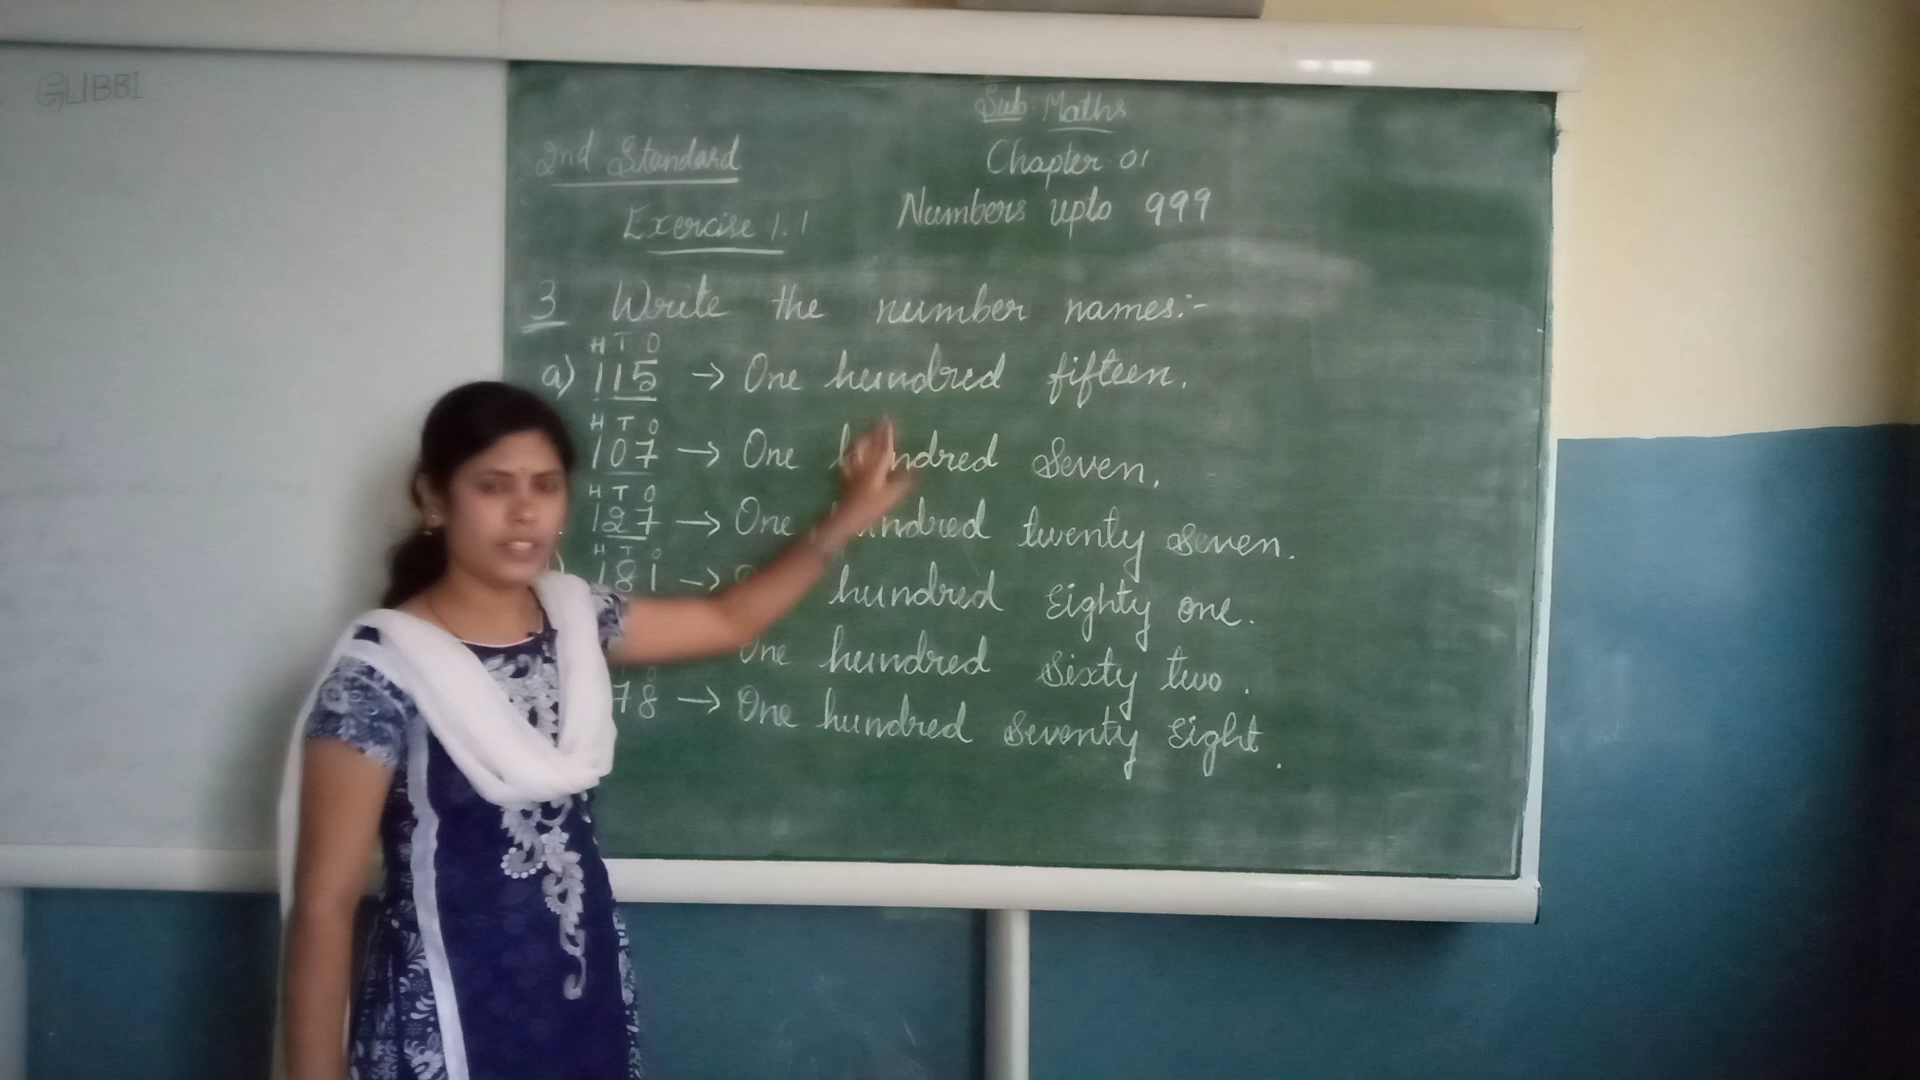 GUBBI
Sub Maths
2nd Standard
Chapter 01
Exercise 1.1
Numbers upto 999
3 Write the number names:-
H T O
a) 115 → One hundred fifteen.
H T O
107 → One hundred Seven.
H T O
127 → One hundred twenty seven.
H T O
181 → hundred Eighty one.
One hundred Sixty two.
O
78 → One hundred Seventy Eight.